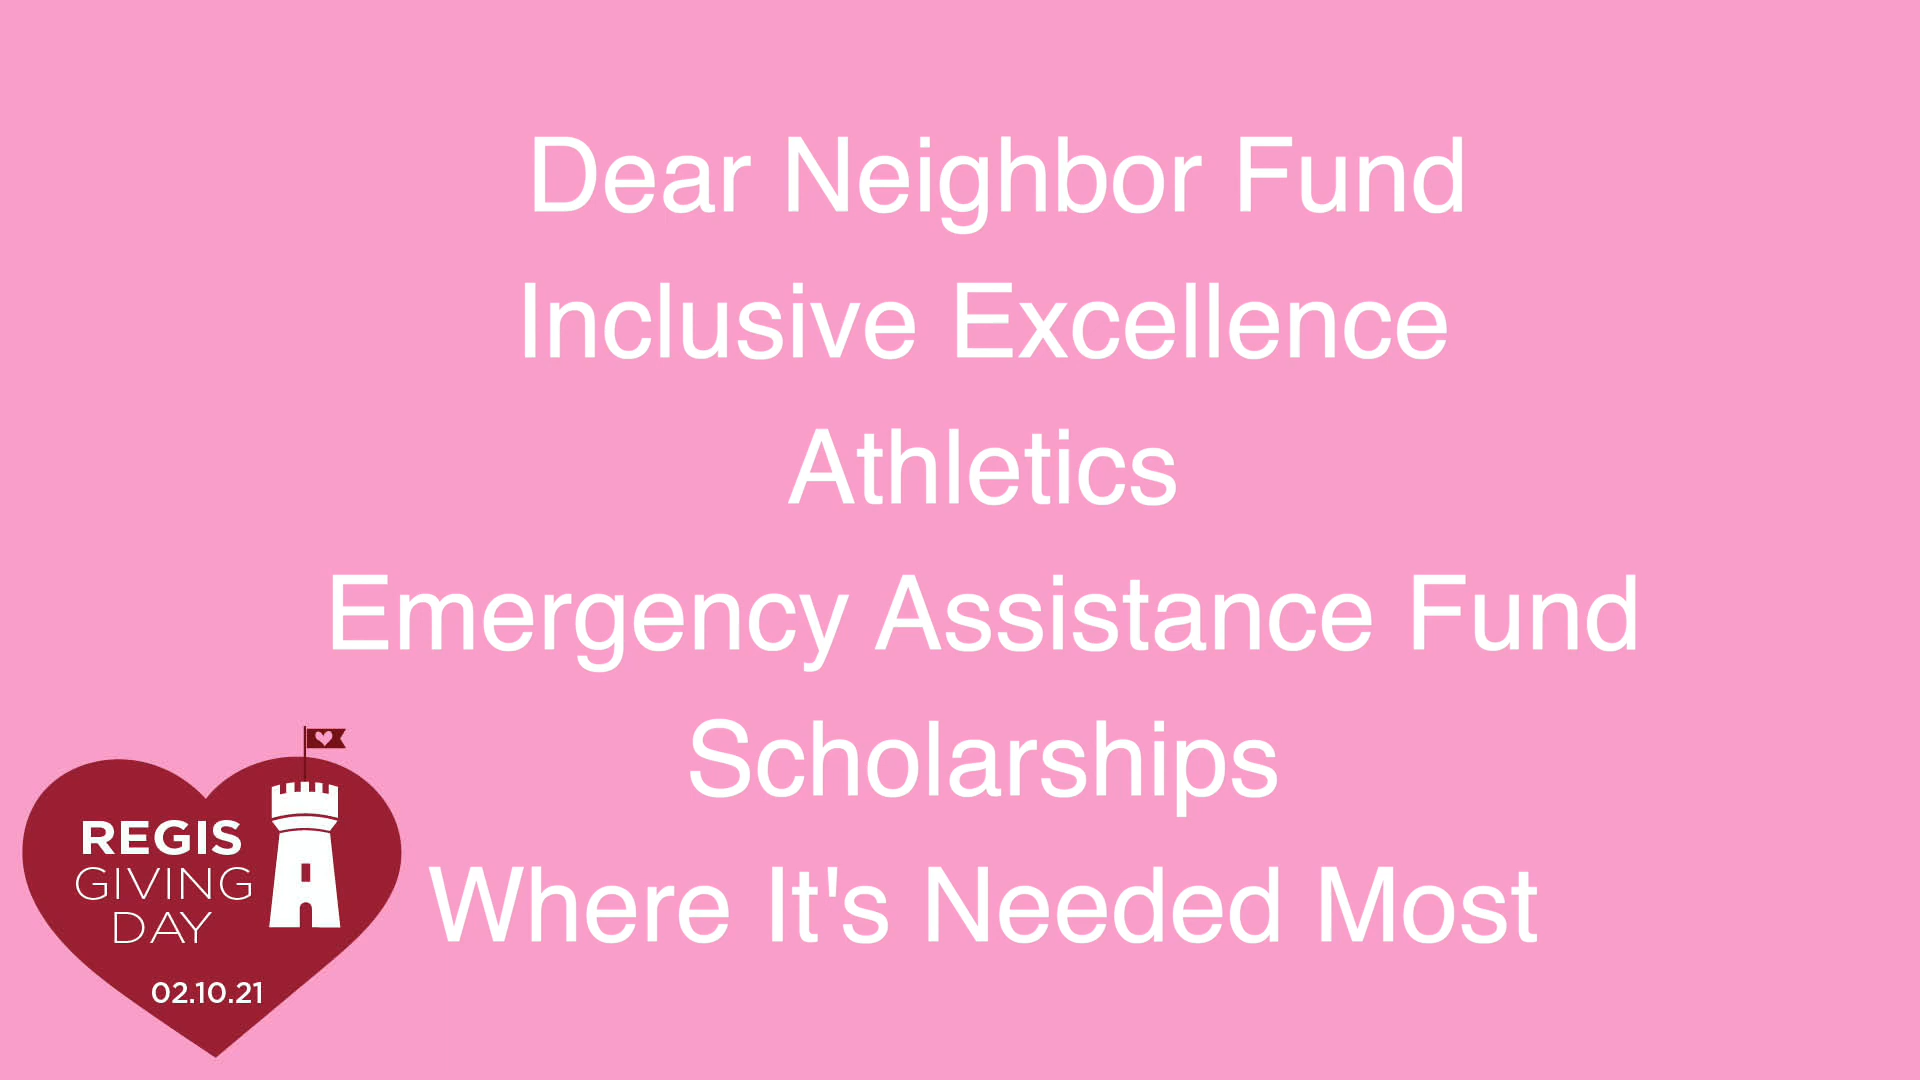 Dear Neighbor Fund
Inclusive Excellence
Athletics
Emergency Assistance Fund
Scholarships
Where It's Needed Most
REGIS
GIVING
DAY
02.10.21